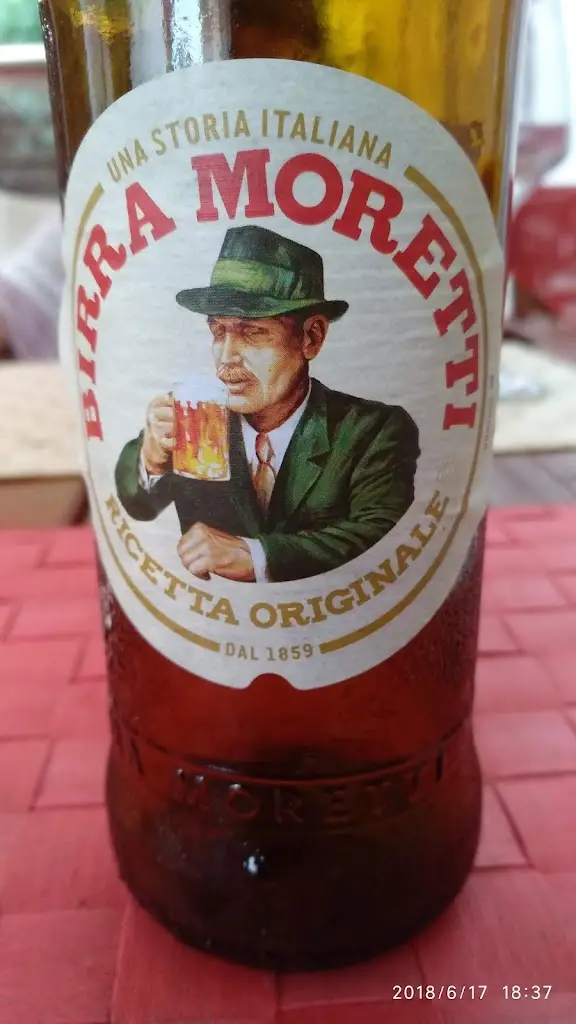 UNA STORIA ITALIANA
BIRRA MORETTI
RICETTA ORIGINALE
DAL 1859
MORETTI
2018/6/17 18:37